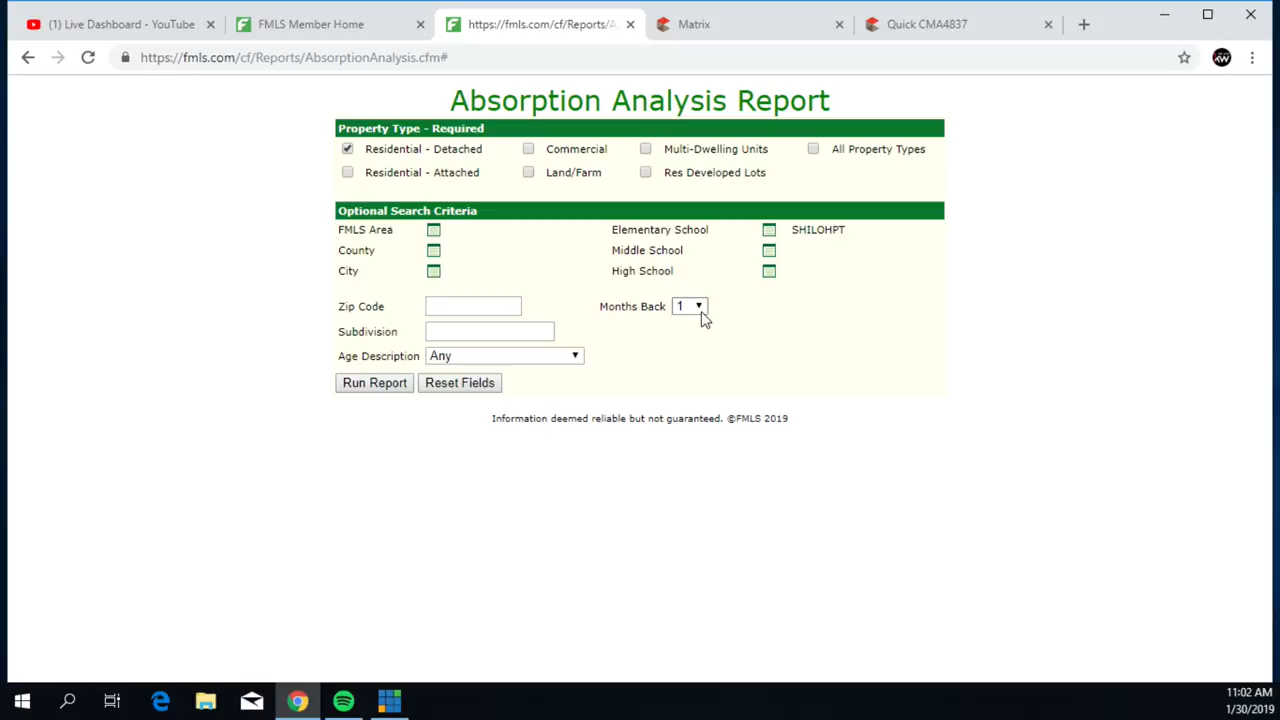 (1) Live Dashboard - YouTube
FMLS Member Home
https://fmls.com/cf/Reports/A
Matrix
Quick CMA4837
https://fmls.com/cf/Reports/AbsorptionAnalysis.cfm#
Absorption Analysis Report
Property Type - Required
Residential - Detached Commercial Multi-Dwelling Units All Property Types
Residential - Attached Land/Farm Res Developed Lots
Optional Search Criteria
FMLS Area Elementary School SHILOHPT
County Middle School
City High School
Zip Code Months Back 1
Subdivision
Age Description Any
Run Report Reset Fields
Information deemed reliable but not guaranteed. ©FMLS 2019
11:02 AM
1/30/2019